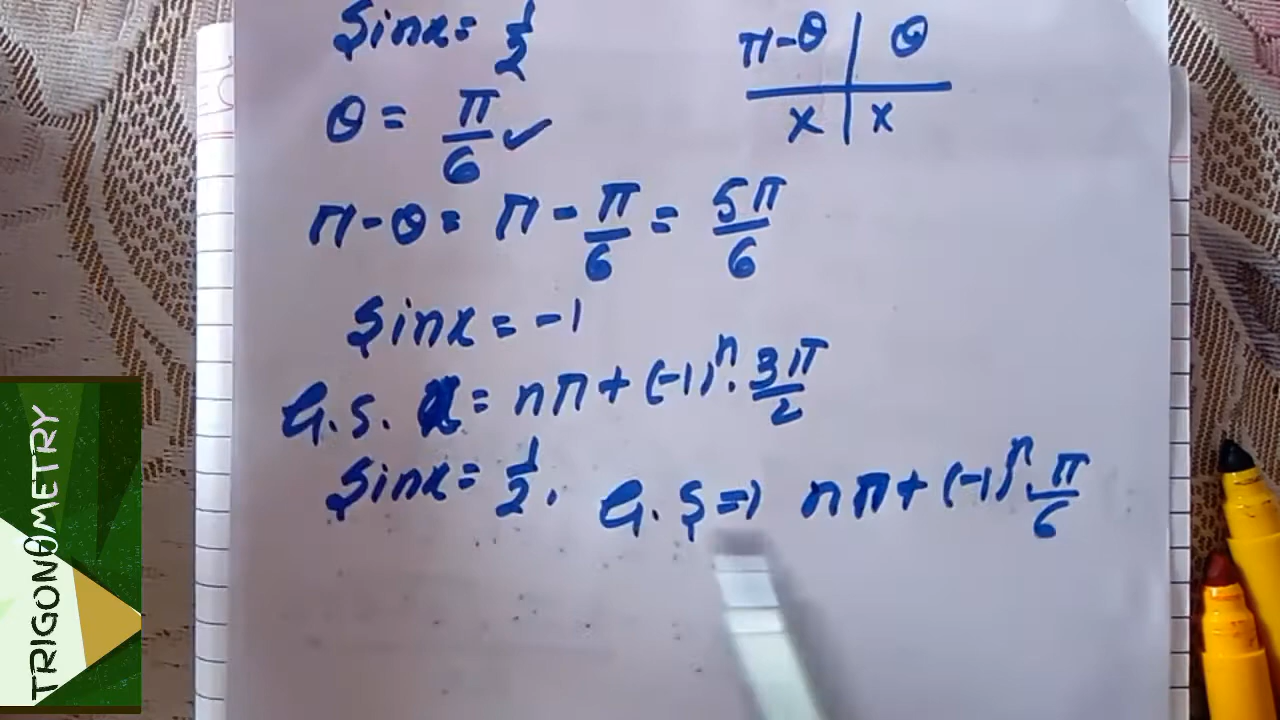 Sinx = 1/2
π-θ | θ
x | x
θ = π/6 ✓
π-θ = π - π/6 = 5π/6
Sinx = -1
G.S. x = nπ + (-1)^n . 3π/2
Sinx = 1/2 . G.S ⇒ nπ + (-1)^n . π/6
TRIGONOMETRY